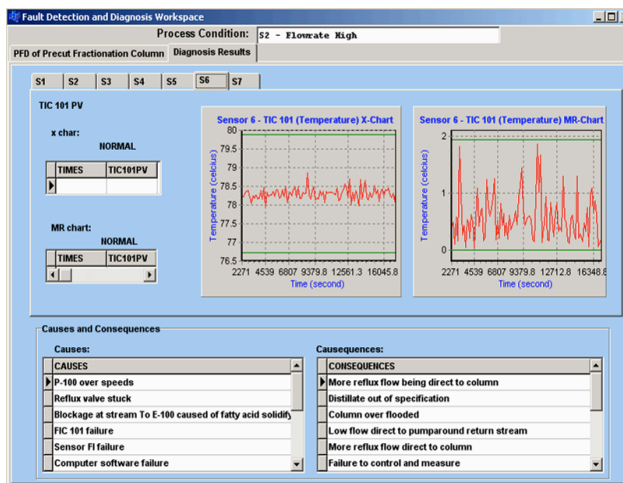 Fault Detection and Diagnosis Workspace
Process Condition: S2 - Flowrate High
PFD of Precut Fractionation Column Diagnosis Results
S1 S2 S3 S4 S5 S6 S7
TIC 101 PV
x char:
NORMAL
TIMES TIC101PV
MR chart:
NORMAL
TIMES TIC101PV
Sensor 6 - TIC 101 (Temperature) X-Chart
Temperature (celcius)
80
79.5
79
78.5
78
77.5
77
76.5
2271 4539 6807 9379.8 12561.3 16045.8
Time (second)
Sensor 6 - TIC 101 (Temperature) MR-Chart
Temperature (celcius)
2
1
0
2271 4539 6807 9379.8 12712.8 16348.8
Time (second)
Causes and Consequences
Causes:
CAUSES
P-100 over speeds
Reflux valve stuck
Blockage at stream To E-100 caused of fatty acid solidify
FIC 101 failure
Sensor FI failure
Computer software failure
Causequences:
CONSEQUENCES
More reflux flow being direct to column
Distillate out of specification
Column over flooded
Low flow direct to pumparound return stream
More reflux flow direct to column
Failure to control and measure